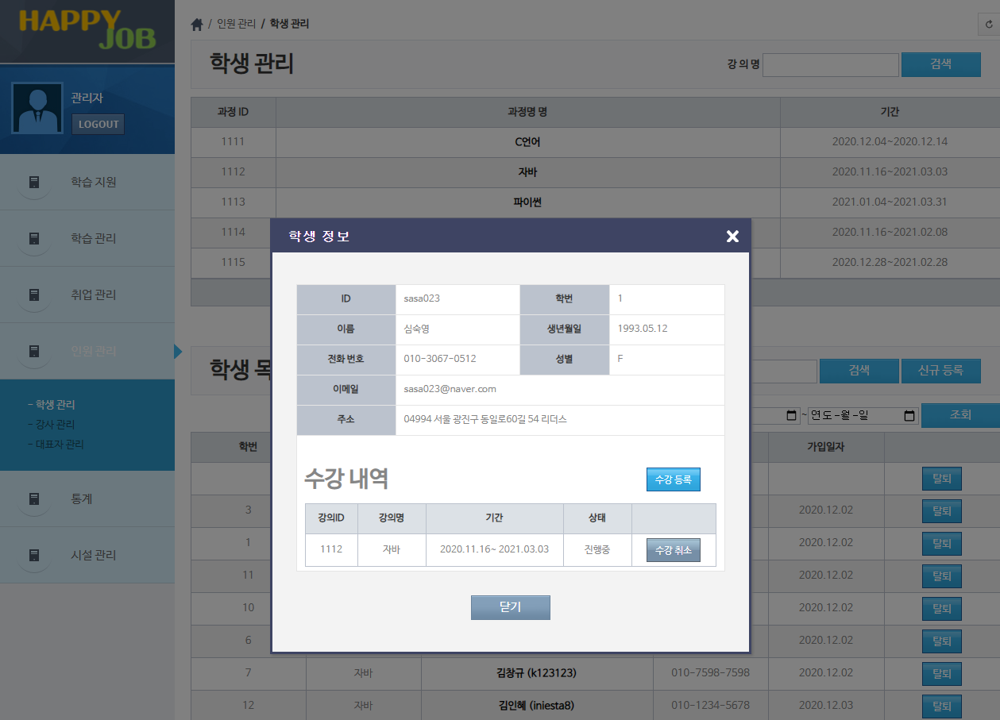 HAPPY
JOB
/ 인원 관리 / 학생 관리
관리자
LOGOUT
학습 지원
학습 관리
취업 관리
인원 관리
- 학생 관리
- 강사 관리
- 대표자 관리
통계
시설 관리
학생 관리
강 의 명 검색
과정 ID 과정명 명 기간
1111 C언어 2020.12.04~2020.12.14
1112 자바 2020.11.16~2021.03.03
1113 파이썬 2021.01.04~2021.03.31
1114 2020.11.16~2021.02.08
1115 2020.12.28~2021.02.28
학생 정보
ID sasa023 학번 1
이름 심숙영 생년월일 1993.05.12
전화 번호 010-3067-0512 성별 F
이메일 sasa023@naver.com
주소 04994 서울 광진구 동일로60길 54 리더스
수강 내역 수강 등록
강의ID 강의명 기간 상태
1112 자바 2020.11.16~ 2021.03.03 진행중 수강 취소
닫기
학생 목
검색 신규 등록
~ 연도-월-일 조회
학번 가입일자
탈퇴
3 2020.12.02 탈퇴
1 2020.12.02 탈퇴
11 2020.12.02 탈퇴
10 2020.12.02 탈퇴
6 2020.12.02 탈퇴
7 자바 김창규 (k123123) 010-7598-7598 2020.12.02 탈퇴
12 자바 김인혜 (iniesta8) 010-1234-5678 2020.12.03 탈퇴